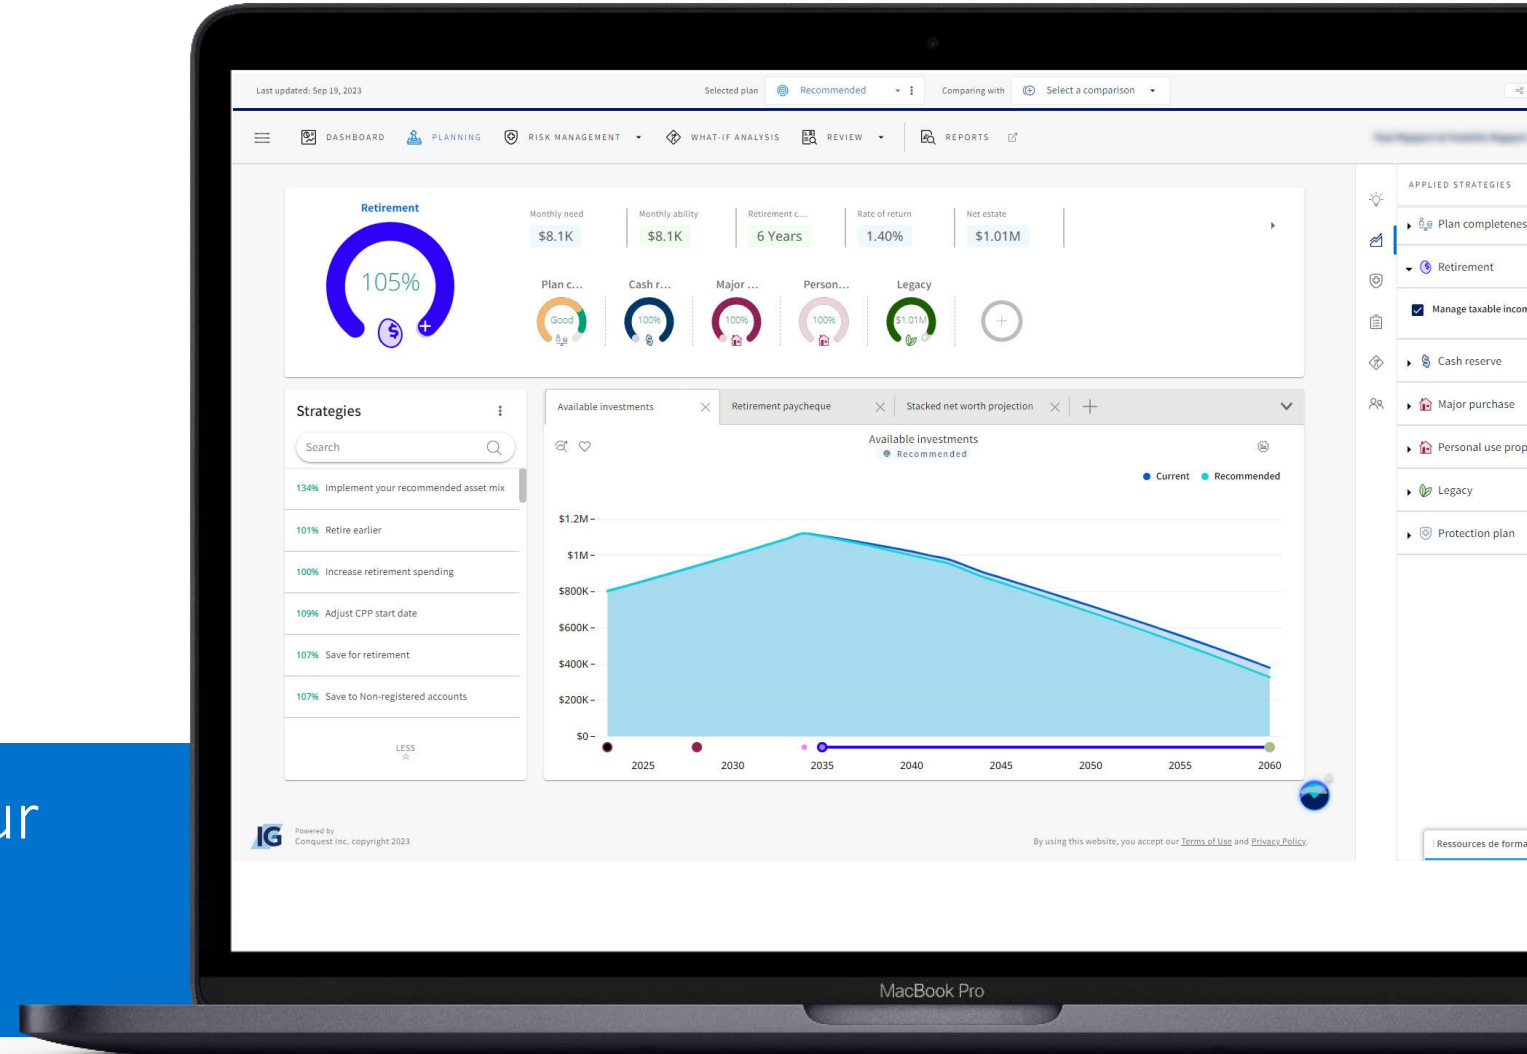 Last updated: Sep 19, 2023
Selected plan
Recommended
Comparing with
Select a comparison
DASHBOARD
PLANNING
RISK MANAGEMENT
WHAT-IF ANALYSIS
REVIEW
REPORTS
Retirement
105%
Monthly need
$8.1K
Monthly ability
$8.1K
Retirement c...
6 Years
Rate of return
1.40%
Net estate
$1.01M
Plan c...
Good
Cash r...
100%
Major ...
100%
Person...
100%
Legacy
$1.01M
Strategies
Search
134% Implement your recommended asset mix
101% Retire earlier
100% Increase retirement spending
109% Adjust CPP start date
107% Save for retirement
107% Save to Non-registered accounts
LESS
Available investments
Retirement paycheque
Stacked net worth projection
Available investments
Recommended
Current
Recommended
$1.2M
$1M
$800K
$600K
$400K
$200K
$0
2025
2030
2035
2040
2045
2050
2055
2060
APPLIED STRATEGIES
Plan completenes
Retirement
Manage taxable incom
Cash reserve
Major purchase
Personal use prop
Legacy
Protection plan
IG
Powered by
Conquest Inc. copyright 2023
By using this website, you accept our Terms of Use and Privacy Policy.
Ressources de forma
ur
MacBook Pro